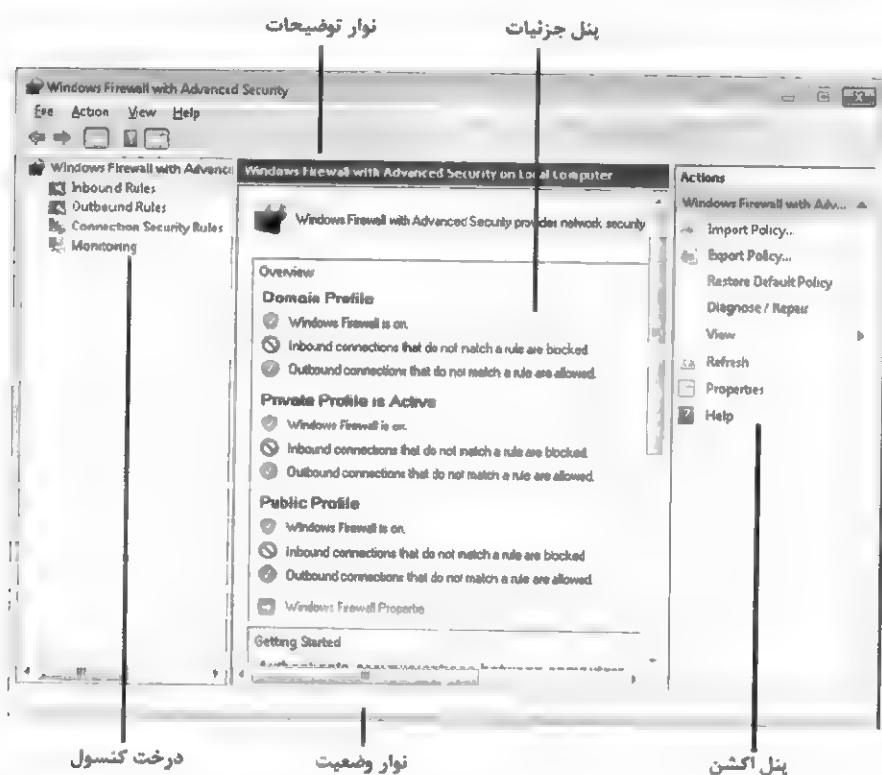 نوار توضیحات
پنل جزئیات
Windows Firewall with Advanced Security
Action View Help
Windows Firewall with Advanc
Inbound Rules
Outbound Rules
Connection Security Rules
Monitoring
Windows Firewall with Advanced Security on Local Computer
Windows Firewall with Advanced Security provides network security
Overview
Domain Profile
Windows Firewall is on.
Inbound connections that do not match a rule are blocked
Outbound connections that do not match a rule are allowed.
Private Profile is Active
Windows Firewall is on.
Inbound connections that do not match a rule are blocked.
Outbound connections that do not match a rule are allowed.
Public Profile
Windows Firewall is on.
Inbound connections that do not match a rule are blocked
Outbound connections that do not match a rule are allowed.
Windows Firewall Propertie
Getting Started
Actions
Windows Firewall with Adv...
Import Policy...
Export Policy...
Restore Default Policy
Diagnose / Repair
View
Refresh
Properties
Help
درخت کنسول
نوار وضعیت
پنل اکشن